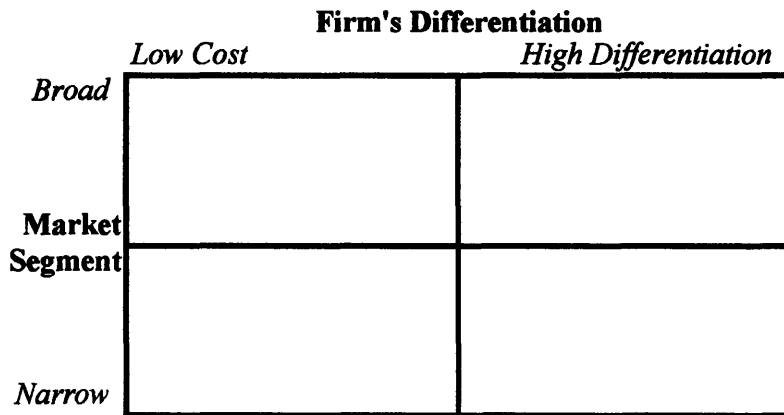 Firm's Differentiation
Low Cost High Differentiation
Broad
Market
Segment
Narrow